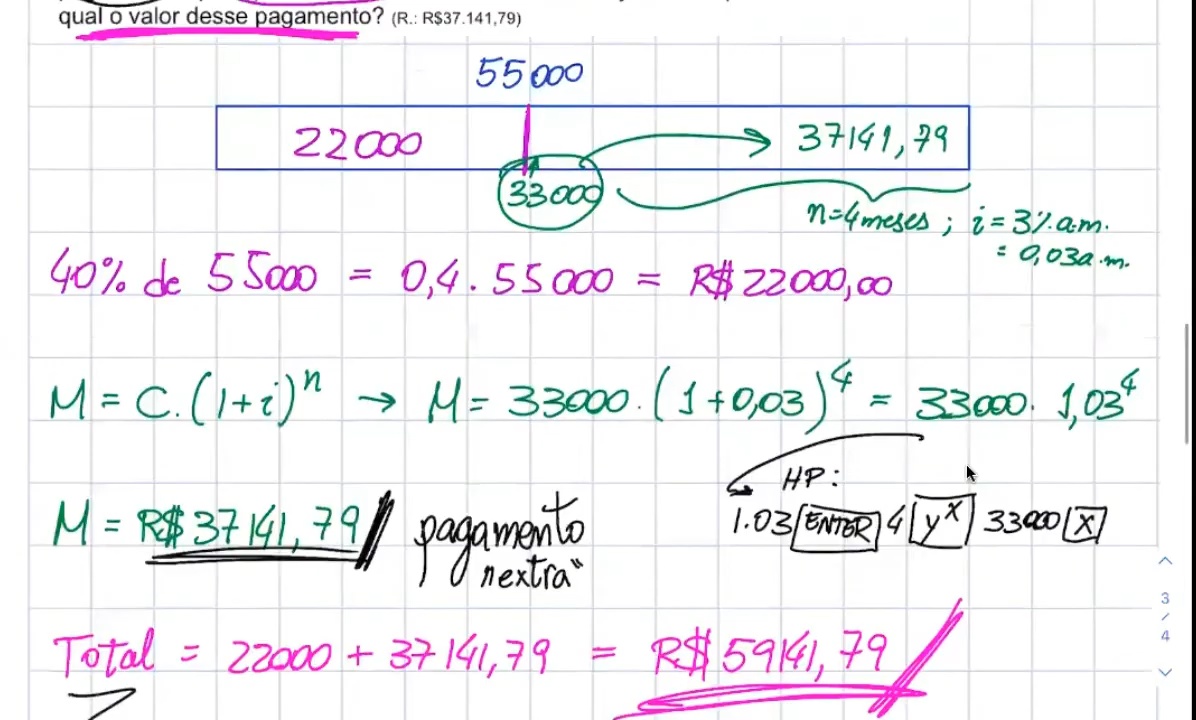 qual o valor desse pagamento? (R.: R$37.141,79)
55000
22000
37141,79
33000
n=4meses ; i = 3%a.m.
= 0,03a.m.
40% de 55000 = 0,4 . 55000 = R$22000,00
M = C.(1+i)^n → M = 33000.(1+0,03)^4 = 33000. 1,03^4
HP:
1.03 ENTER 4 y^x 33000 x
M = R$37141,79 pagamento
"extra"
Total = 22000 + 37141,79 = R$59141,79
3
/
4